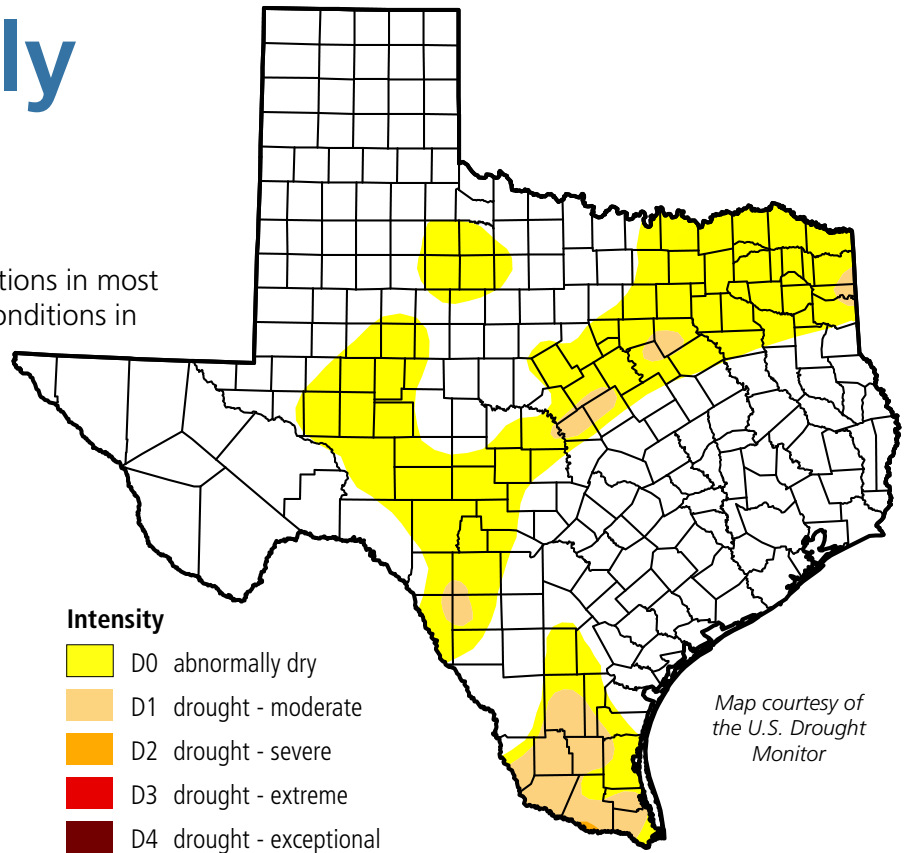 ly
tions in most
onditions in
Intensity
D0 abnormally dry
D1 drought - moderate
D2 drought - severe
D3 drought - extreme
D4 drought - exceptional
Map courtesy of
the U.S. Drought
Monitor